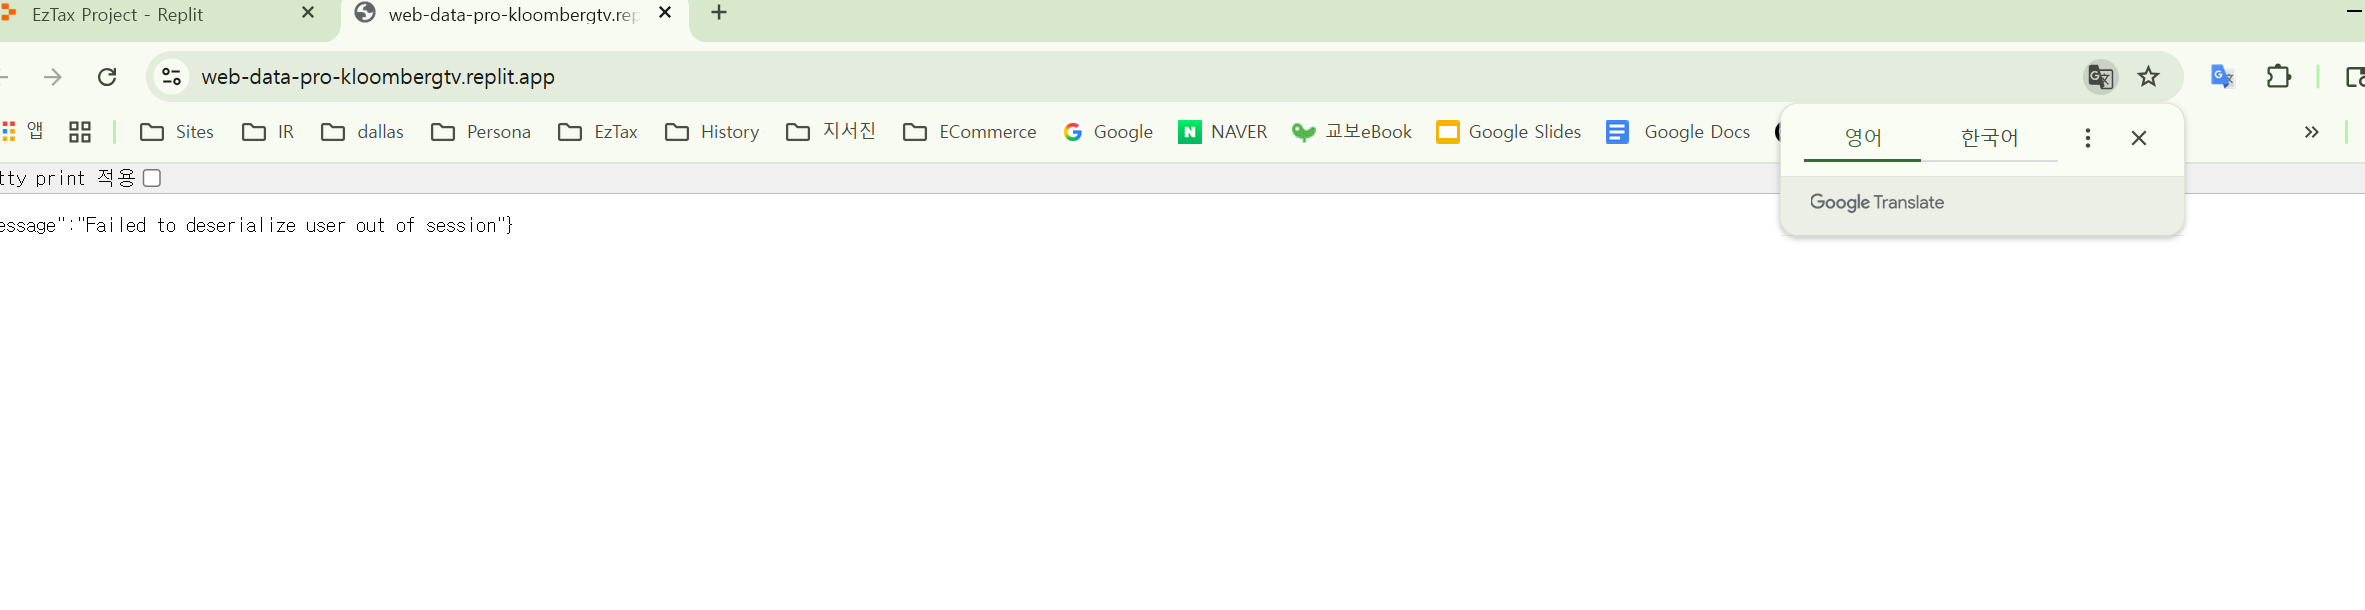 EzTax Project - Replit
web-data-pro-kloombergtv.rep
web-data-pro-kloombergtv.replit.app
앱 Sites IR dallas Persona EzTax History 지서진 ECommerce Google NAVER 교보eBook Google Slides Google Docs
영어 한국어
Google Translate
tty print 적용
essage":"Failed to deserialize user out of session"}